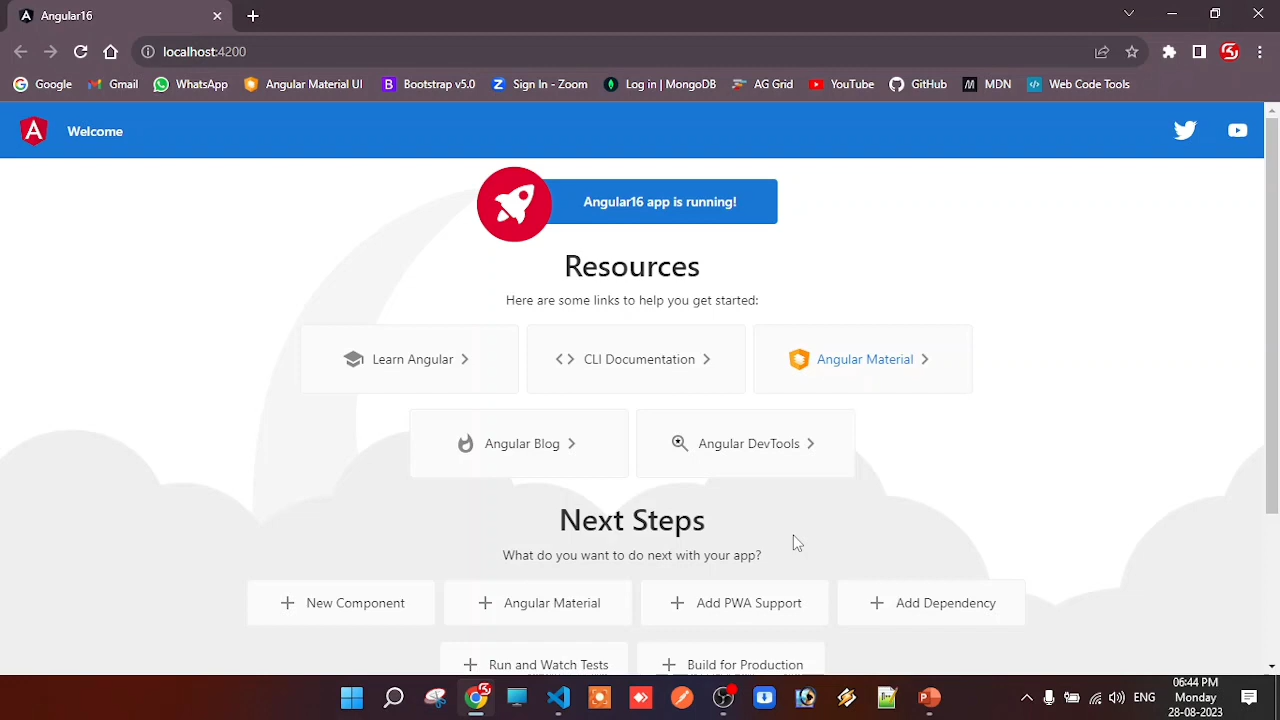 Angular16
localhost:4200
Google Gmail WhatsApp Angular Material UI Bootstrap v5.0 Sign In - Zoom Log in | MongoDB AG Grid YouTube GitHub MDN Web Code Tools
Welcome
Angular16 app is running!
Resources
Here are some links to help you get started:
Learn Angular CLI Documentation Angular Material
Angular Blog Angular DevTools
Next Steps
What do you want to do next with your app?
New Component Angular Material Add PWA Support Add Dependency
Run and Watch Tests Build for Production
ENG
06:44 PM
Monday
28-08-2023